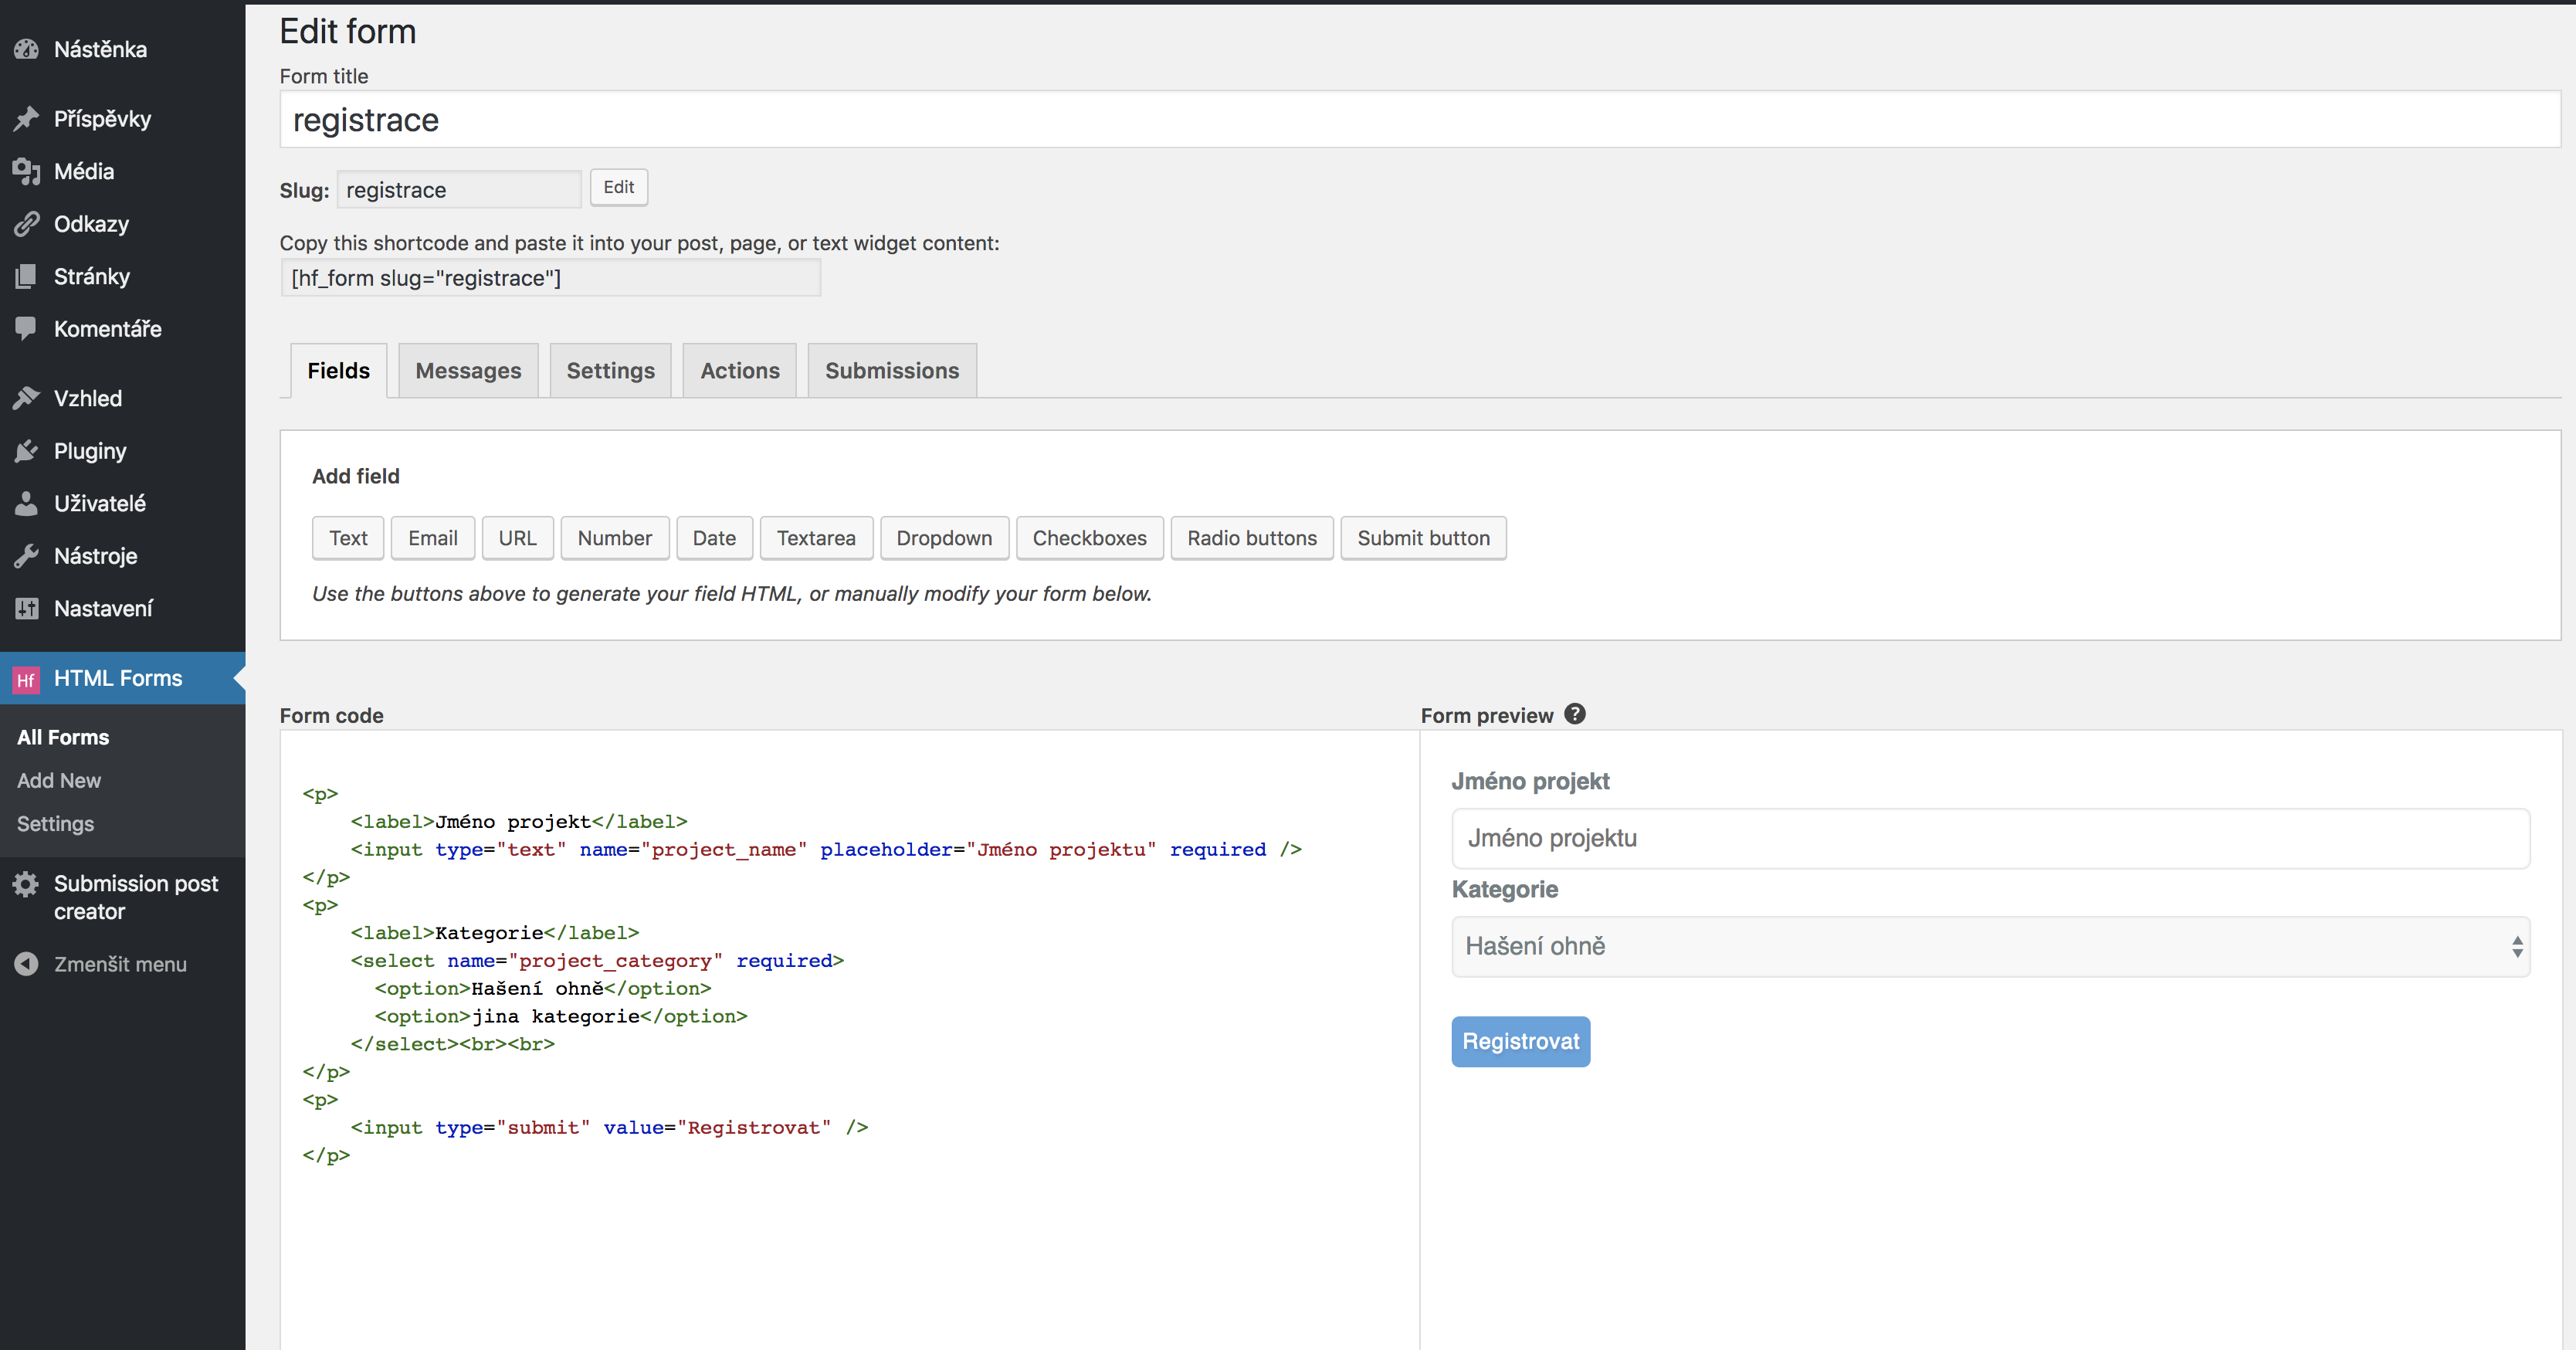 Nástěnka
Příspěvky
Média
Odkazy
Stránky
Komentáře
Vzhled
Pluginy
Uživatelé
Nástroje
Nastavení
Hf HTML Forms
All Forms
Add New
Settings
Submission post
creator
Zmenšit menu
Edit form
Form title
registrace
Slug: registrace Edit
Copy this shortcode and paste it into your post, page, or text widget content:
[hf_form slug="registrace"]
Fields Messages Settings Actions Submissions
Add field
Text Email URL Number Date Textarea Dropdown Checkboxes Radio buttons Submit button
Use the buttons above to generate your field HTML, or manually modify your form below.
Form code
<p>
<label>Jméno projekt</label>
<input type="text" name="project_name" placeholder="Jméno projektu" required />
</p>
<p>
<label>Kategorie</label>
<select name="project_category" required>
<option>Hašení ohně</option>
<option>jina kategorie</option>
</select><br><br>
</p>
<p>
<input type="submit" value="Registrovat" />
</p>
Form preview ?
Jméno projekt
Jméno projektu
Kategorie
Hašení ohně
Registrovat